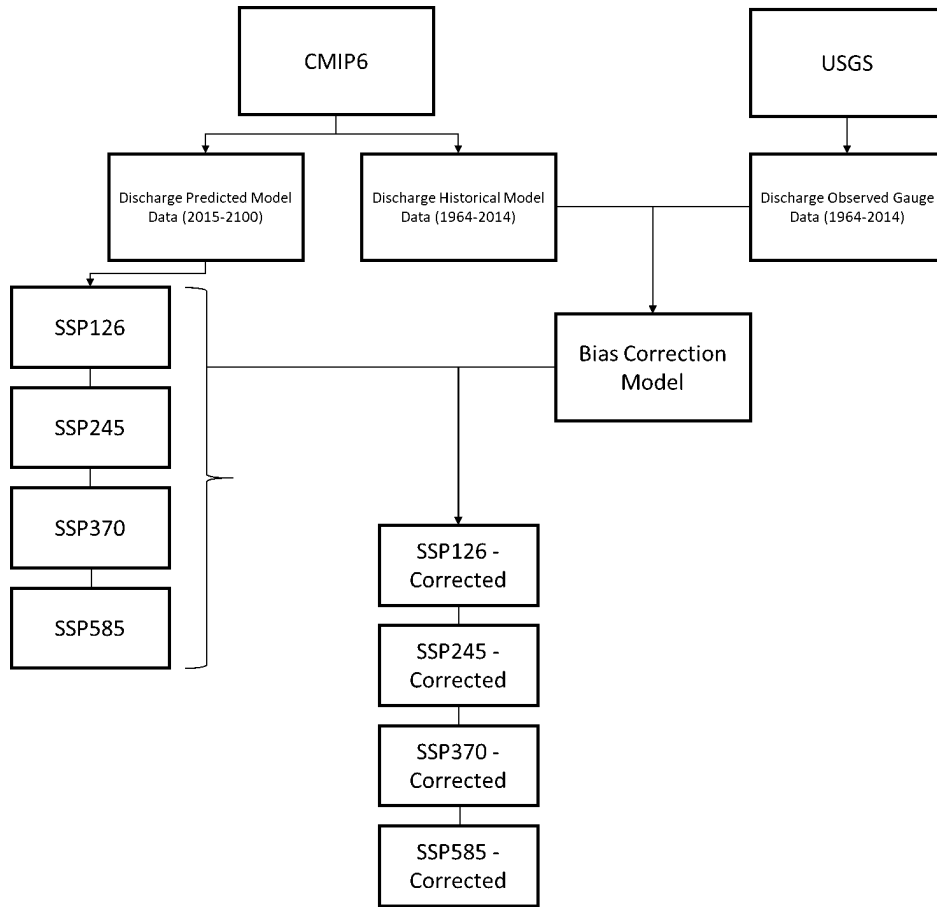 CMIP6
USGS
Discharge Predicted Model
Data (2015-2100)
Discharge Historical Model
Data (1964-2014)
Discharge Observed Gauge
Data (1964-2014)
SSP126
SSP245
SSP370
SSP585
Bias Correction
Model
SSP126 -
Corrected
SSP245 -
Corrected
SSP370 -
Corrected
SSP585 -
Corrected